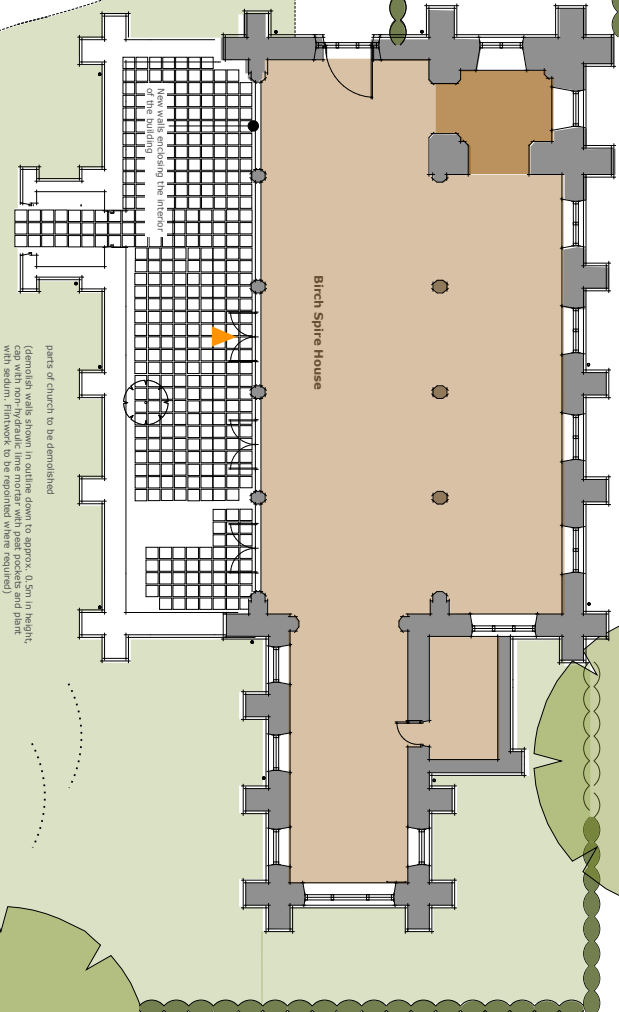 New walls enclosing the interior
of the building
Birch Spire House
parts of church to be demolished
(demolish walls shown in outline down to approx. 0.5m in height,
cap with non-hydraulic lime mortar with peat pockets and plant
with sedum. Flintwork to be repointed where required)